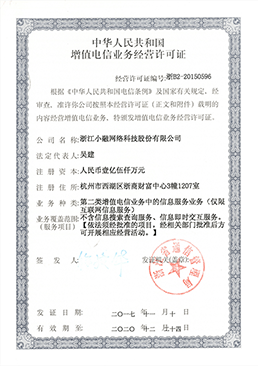 中华人民共和国
增值电信业务经营许可证
经营许可证编号:浙B2-20150596
根据《中华人民共和国电信条例》及国家有关规定,经
审查,准许你公司按照本经营许可证(正文和附件)载明的
内容经营增值电信业务,特颁发增值电信业务经营许可证。
公司名称:浙江小融网络科技股份有限公司
法定代表人:吴建
注册资本:人民币壹亿伍仟万元
注册住所:杭州市西湖区浙商财富中心3幢1207室
业务种类:第二类增值电信业务中的信息服务业务(仅限
互联网信息服务)
业务覆盖范围:不含信息搜索查询服务、信息即时交互服务。
(服务项目)【依法须经批准的项目,经相关部门批准后方
可开展相应经营活动。】
签发人:
发证机关(盖章):
发证日期:二〇一七年十一月十日
有效期至:二〇二〇年十二月二十四日